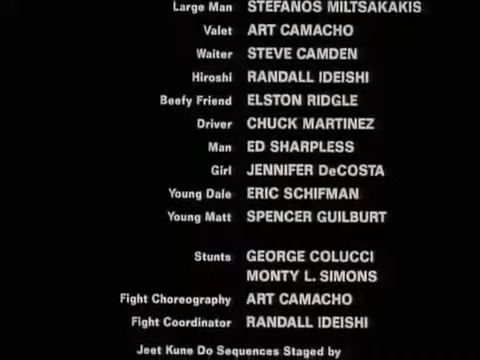 Large Man STEFANOS MILTSAKAKIS
Valet ART CAMACHO
Waiter STEVE CAMDEN
Hiroshi RANDALL IDEISHI
Beefy Friend ELSTON RIDGLE
Driver CHUCK MARTINEZ
Man ED SHARPLESS
Girl JENNIFER DeCOSTA
Young Dale ERIC SCHIFMAN
Young Matt SPENCER GUILBURT
Stunts GEORGE COLUCCI
MONTY L. SIMONS
Fight Choreography ART CAMACHO
Fight Coordinator RANDALL IDEISHI
Jeet Kune Do Sequences Staged by